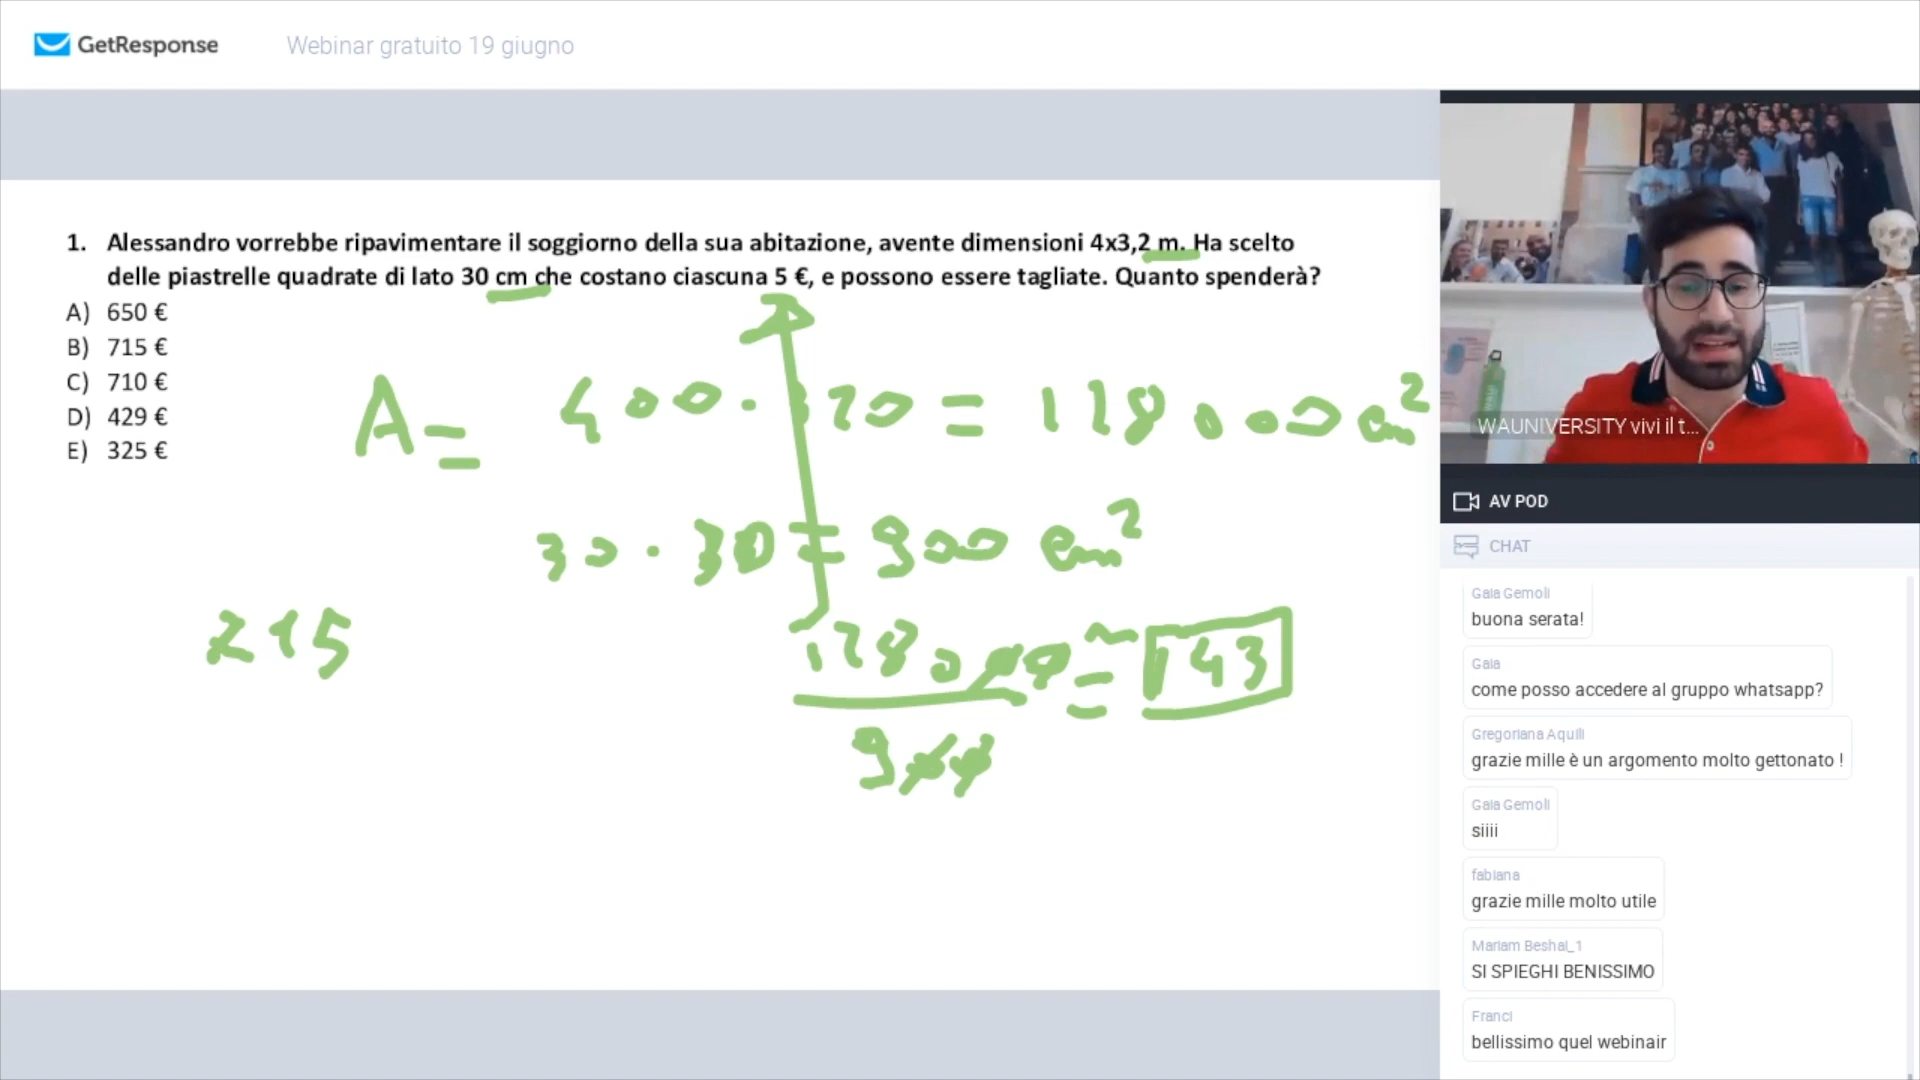 GetResponse
Webinar gratuito 19 giugno
1. Alessandro vorrebbe ripavimentare il soggiorno della sua abitazione, avente dimensioni 4x3,2 m. Ha scelto
delle piastrelle quadrate di lato 30 cm che costano ciascuna 5 €, e possono essere tagliate. Quanto spenderà?
A) 650 €
B) 715 €
C) 710 €
D) 429 €
E) 325 €
A = 400 · 320 = 128000 cm²
30 · 30 = 900 cm²
215
128000
≅ 143
900
WAUNIVERSITY vivi il t...
AV POD
CHAT
Gaia Gemoli
buona serata!
Gaia
come posso accedere al gruppo whatsapp?
Gregoriana Aquili
grazie mille è un argomento molto gettonato !
Gaia Gemoli
siiii
fabiana
grazie mille molto utile
Mariam Beshai_1
SI SPIEGHI BENISSIMO
Franci
bellissimo quel webinair